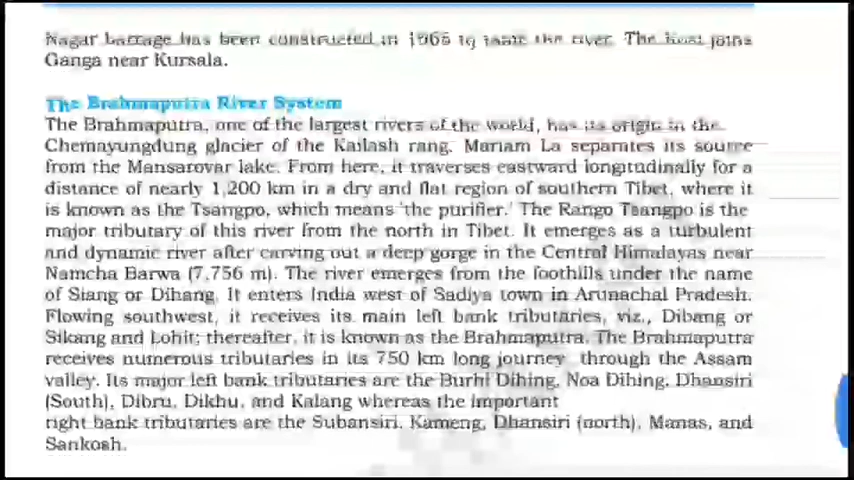 Nagar barrage has been constructed in 1965 to tame the river. The Kosi joins
Ganga near Kursala.
The Brahmaputra River System
The Brahmaputra, one of the largest rivers of the world, has its origin in the
Chemayungdung glacier of the Kailash rang. Mariam La separates its source
from the Mansarovar lake. From here, it traverses eastward longitudinally for a
distance of nearly 1,200 km in a dry and flat region of southern Tibet, where it
is known as the Tsangpo, which means 'the purifier.' The Rango Tsangpo is the
major tributary of this river from the north in Tibet. It emerges as a turbulent
and dynamic river after carving out a deep gorge in the Central Himalayas near
Namcha Barwa (7,756 m). The river emerges from the foothills under the name
of Siang or Dihang. It enters India west of Sadiya town in Arunachal Pradesh.
Flowing southwest, it receives its main left bank tributaries, viz., Dibang or
Sikang and Lohit; thereafter, it is known as the Brahmaputra. The Brahmaputra
receives numerous tributaries in its 750 km long journey through the Assam
valley. Its major left bank tributaries are the Burhi Dihing, Noa Dihing, Dhansiri
(South), Dibru, Dikhu, and Kalang whereas the important
right bank tributaries are the Subansiri, Kameng, Dhansiri (north), Manas, and
Sankosh.